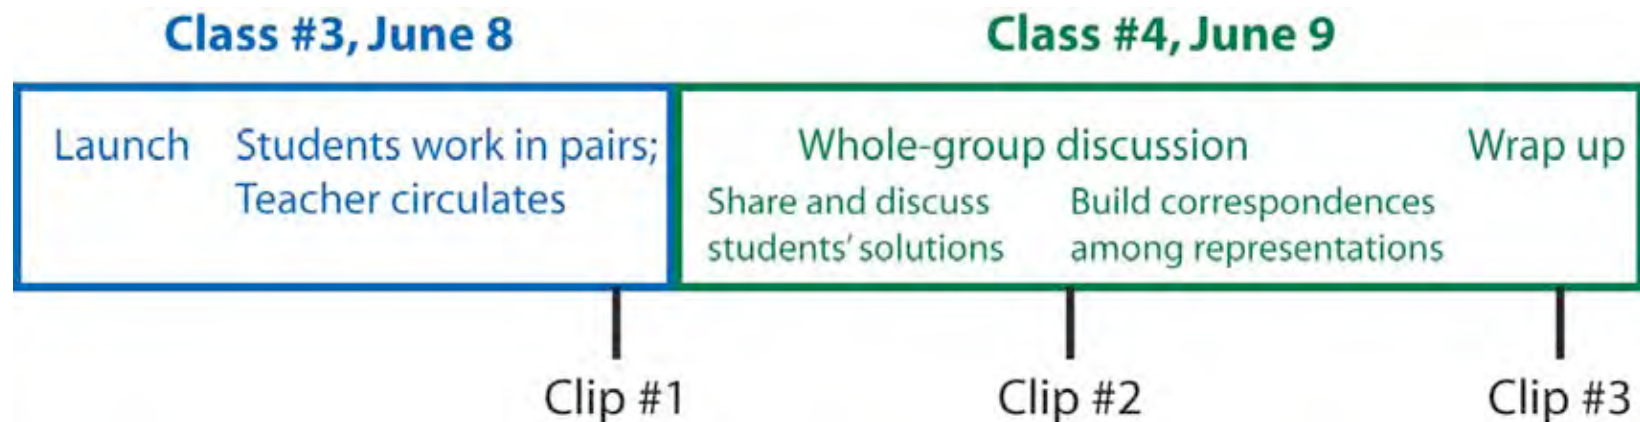 Class #3, June 8
Class #4, June 9
Launch
Students work in pairs;
Teacher circulates
Whole-group discussion
Share and discuss
students' solutions
Build correspondences
among representations
Wrap up
Clip #1
Clip #2
Clip #3